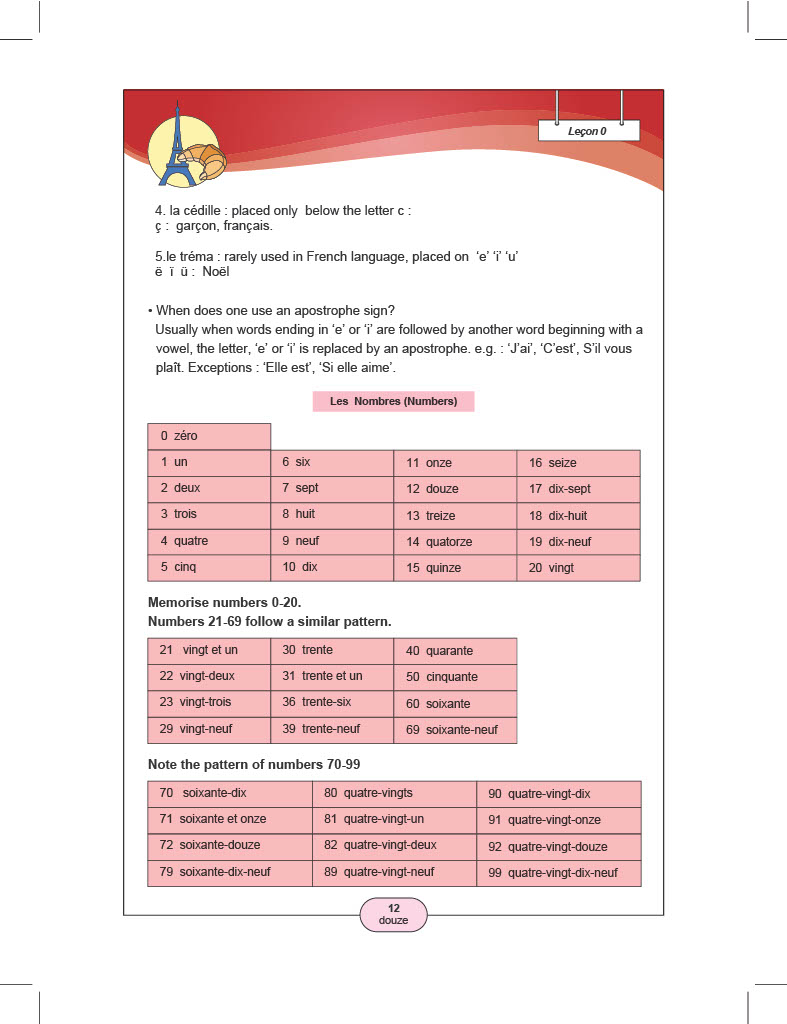 Leçon 0
4. la cédille : placed only below the letter c :
ç : garçon, français.
5.le tréma : rarely used in French language, placed on ‘e’ ‘i’ ‘u’
ë ï ü : Noël
• When does one use an apostrophe sign?
Usually when words ending in ‘e’ or ‘i’ are followed by another word beginning with a
vowel, the letter, ‘e’ or ‘i’ is replaced by an apostrophe. e.g. : ‘J’ai’, ‘C’est’, S’il vous
plaît. Exceptions : ‘Elle est’, ‘Si elle aime’.
Les Nombres (Numbers)
0 zéro
1 un 6 six 11 onze 16 seize
2 deux 7 sept 12 douze 17 dix-sept
3 trois 8 huit 13 treize 18 dix-huit
4 quatre 9 neuf 14 quatorze 19 dix-neuf
5 cinq 10 dix 15 quinze 20 vingt
Memorise numbers 0-20.
Numbers 21-69 follow a similar pattern.
21 vingt et un 30 trente 40 quarante
22 vingt-deux 31 trente et un 50 cinquante
23 vingt-trois 36 trente-six 60 soixante
29 vingt-neuf 39 trente-neuf 69 soixante-neuf
Note the pattern of numbers 70-99
70 soixante-dix 80 quatre-vingts 90 quatre-vingt-dix
71 soixante et onze 81 quatre-vingt-un 91 quatre-vingt-onze
72 soixante-douze 82 quatre-vingt-deux 92 quatre-vingt-douze
79 soixante-dix-neuf 89 quatre-vingt-neuf 99 quatre-vingt-dix-neuf
12
douze